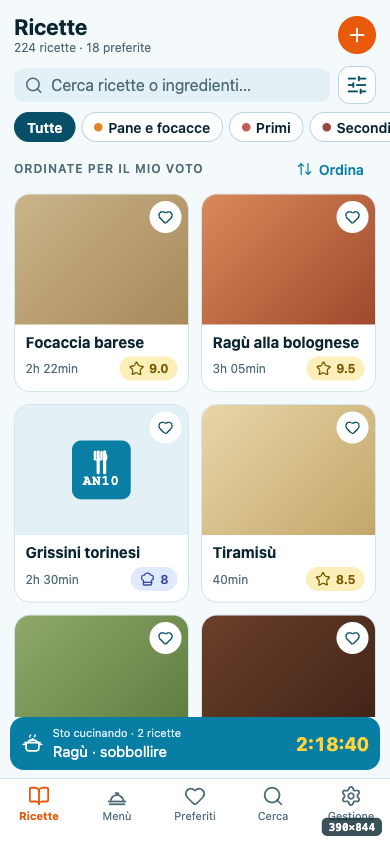 Ricette
224 ricette · 18 preferite
Cerca ricette o ingredienti...
Tutte
Pane e focacce
Primi
Secondi
ORDINATE PER IL MIO VOTO
Ordina
Focaccia barese
2h 22min
9.0
Ragù alla bolognese
3h 05min
9.5
AN10
Grissini torinesi
2h 30min
8
Tiramisù
40min
8.5
Sto cucinando · 2 ricette
Ragù · sobbollire
2:18:40
Ricette
Menù
Preferiti
Cerca
Gestione
390×844